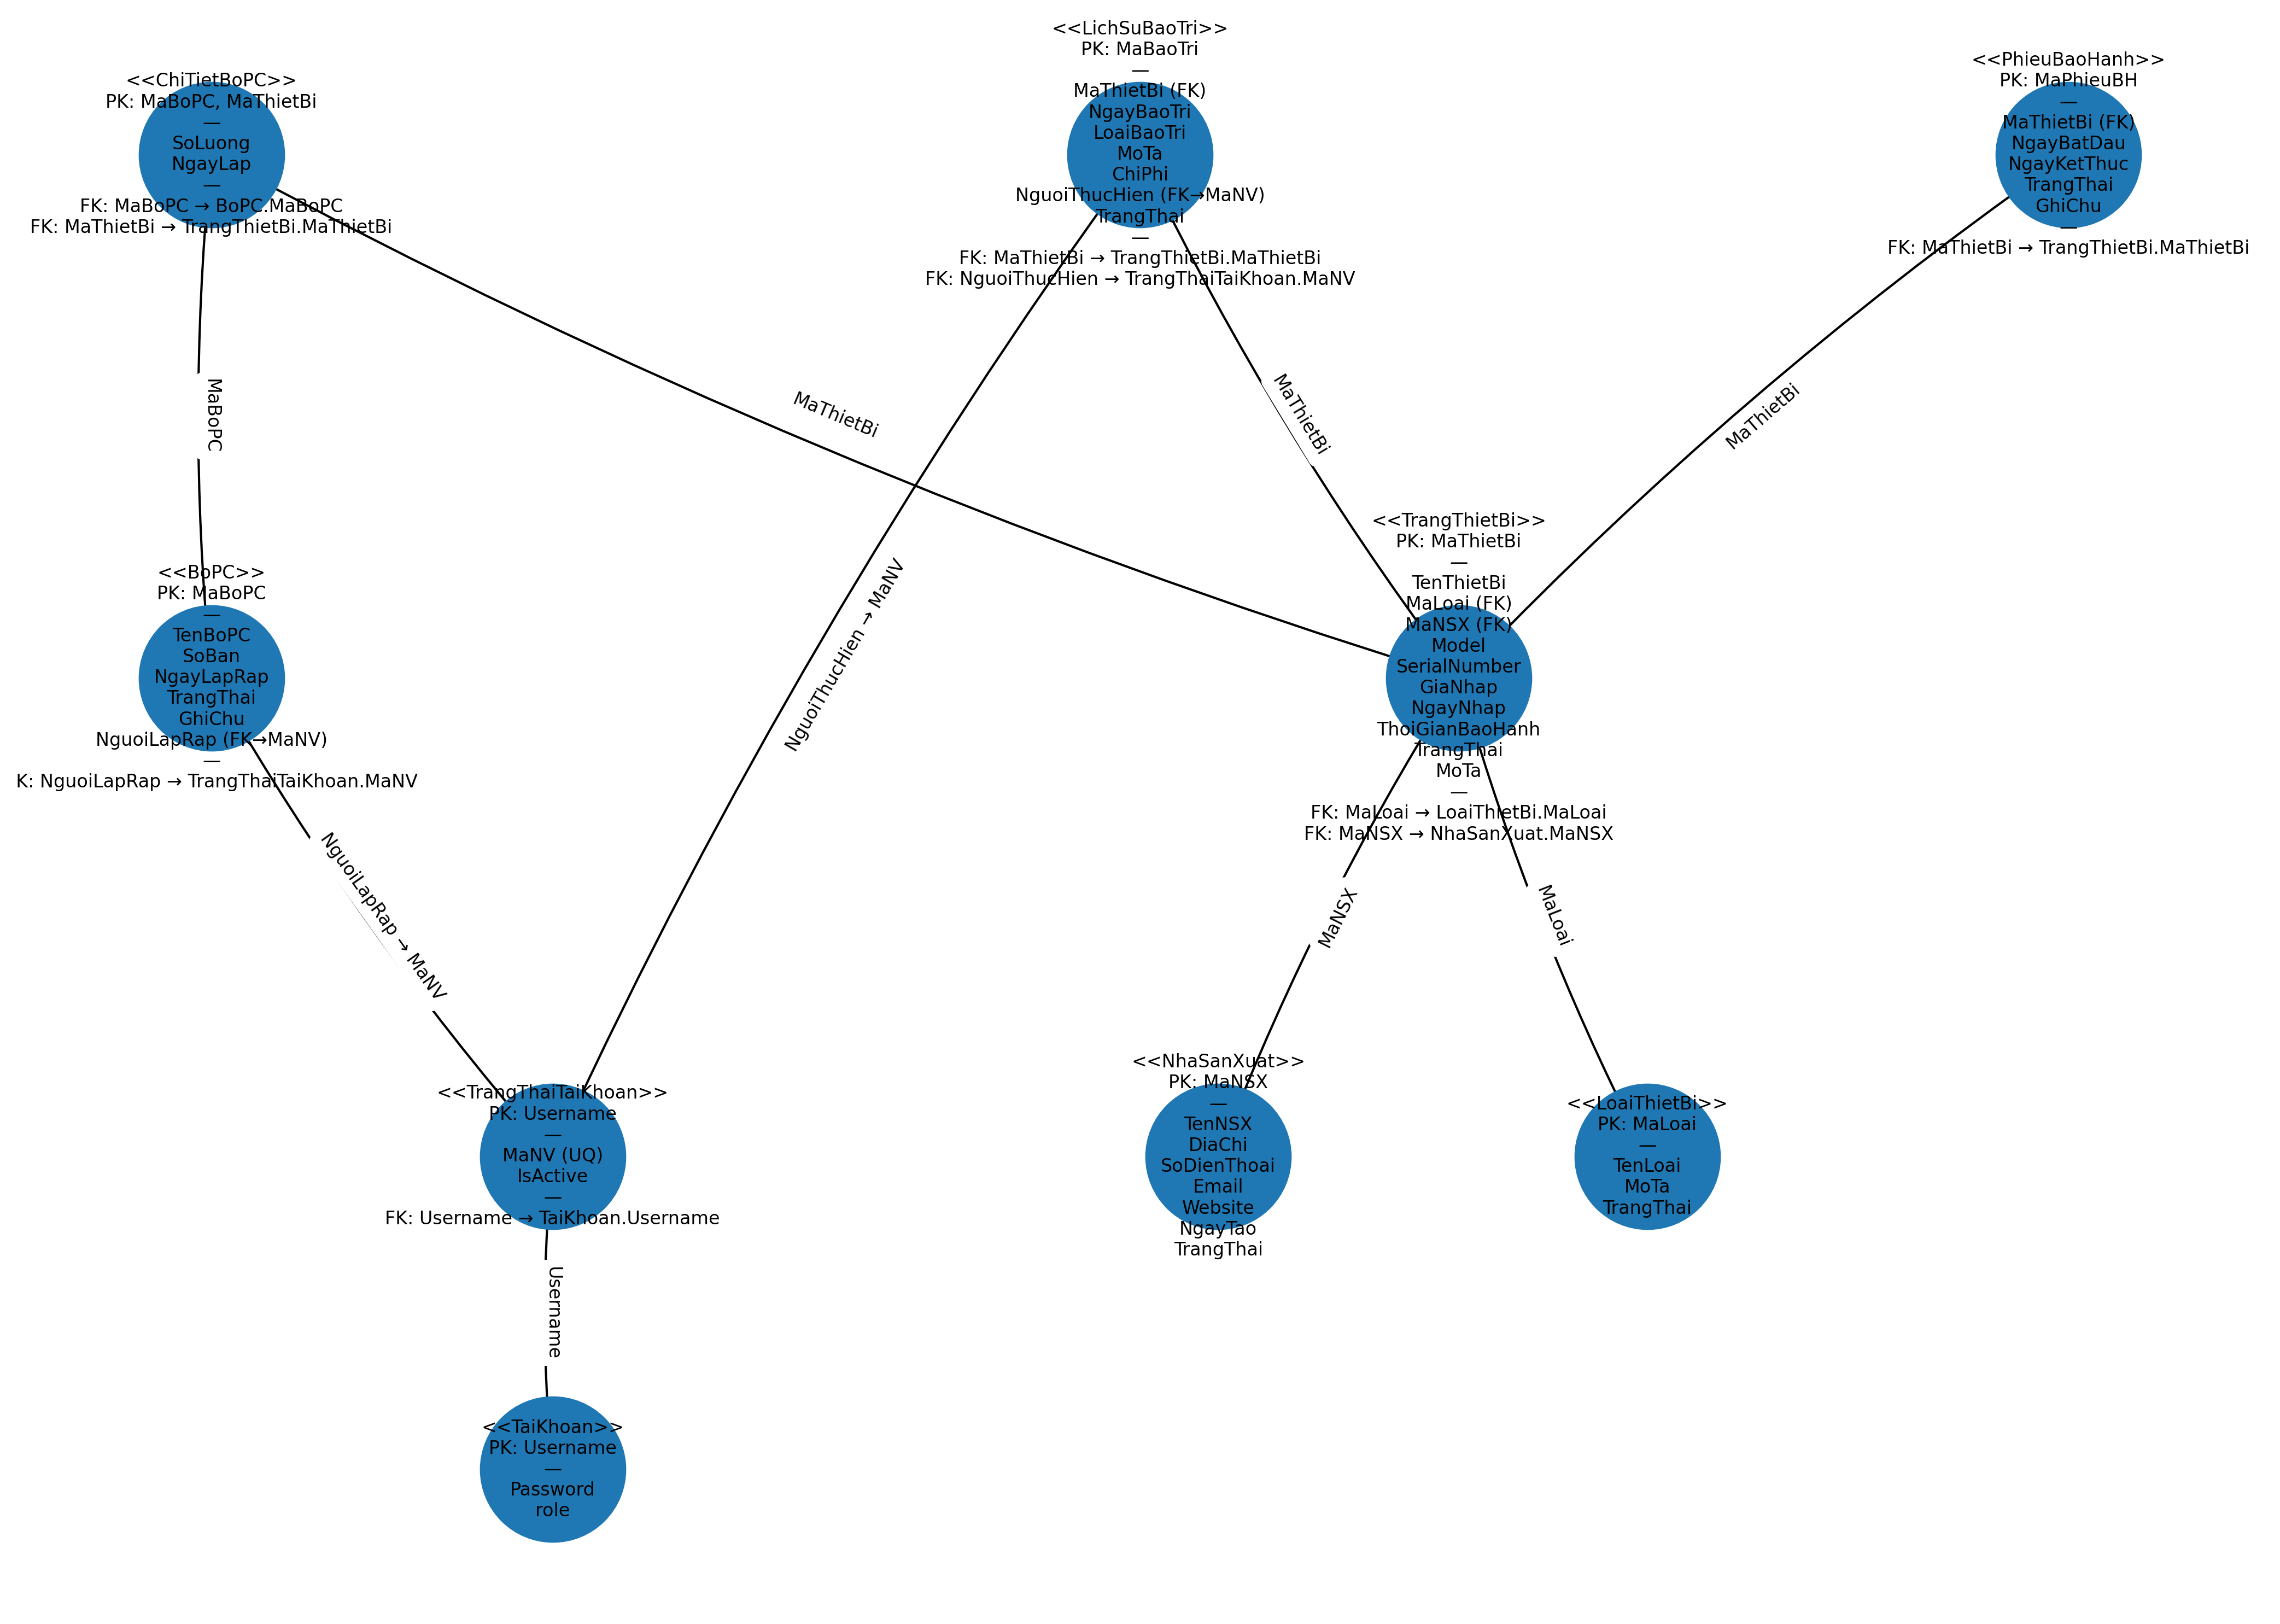 <<LichSuBaoTri>>
PK: MaBaoTri
—
MaThietBi (FK)
NgayBaoTri
LoaiBaoTri
MoTa
ChiPhi
NguoiThucHien (FK→MaNV)
TrangThai
—
FK: MaThietBi → TrangThietBi.MaThietBi
FK: NguoiThucHien → TrangThaiTaiKhoan.MaNV
<<PhieuBaoHanh>>
PK: MaPhieuBH
—
MaThietBi (FK)
NgayBatDau
NgayKetThuc
TrangThai
GhiChu
—
FK: MaThietBi → TrangThietBi.MaThietBi
<<ChiTietBoPC>>
PK: MaBoPC, MaThietBi
—
SoLuong
NgayLap
—
FK: MaBoPC → BoPC.MaBoPC
FK: MaThietBi → TrangThietBi.MaThietBi
MaBoPC
MaThietBi
MaThietBi
MaThietBi
NguoiThucHien → MaNV
<<BoPC>>
PK: MaBoPC
—
TenBoPC
SoBan
NgayLapRap
TrangThai
GhiChu
NguoiLapRap (FK→MaNV)
—
K: NguoiLapRap → TrangThaiTaiKhoan.MaNV
<<TrangThietBi>>
PK: MaThietBi
—
TenThietBi
MaLoai (FK)
MaNSX (FK)
Model
SerialNumber
GiaNhap
NgayNhap
ThoiGianBaoHanh
TrangThai
MoTa
—
FK: MaLoai → LoaiThietBi.MaLoai
FK: MaNSX → NhaSanXuat.MaNSX
NguoiLapRap → MaNV
MaNSX
MaLoai
<<TrangThaiTaiKhoan>>
PK: Username
—
MaNV (UQ)
IsActive
—
FK: Username → TaiKhoan.Username
<<NhaSanXuat>>
PK: MaNSX
—
TenNSX
DiaChi
SoDienThoai
Email
Website
NgayTao
TrangThai
<<LoaiThietBi>>
PK: MaLoai
—
TenLoai
MoTa
TrangThai
Username
<<TaiKhoan>>
PK: Username
—
Password
role